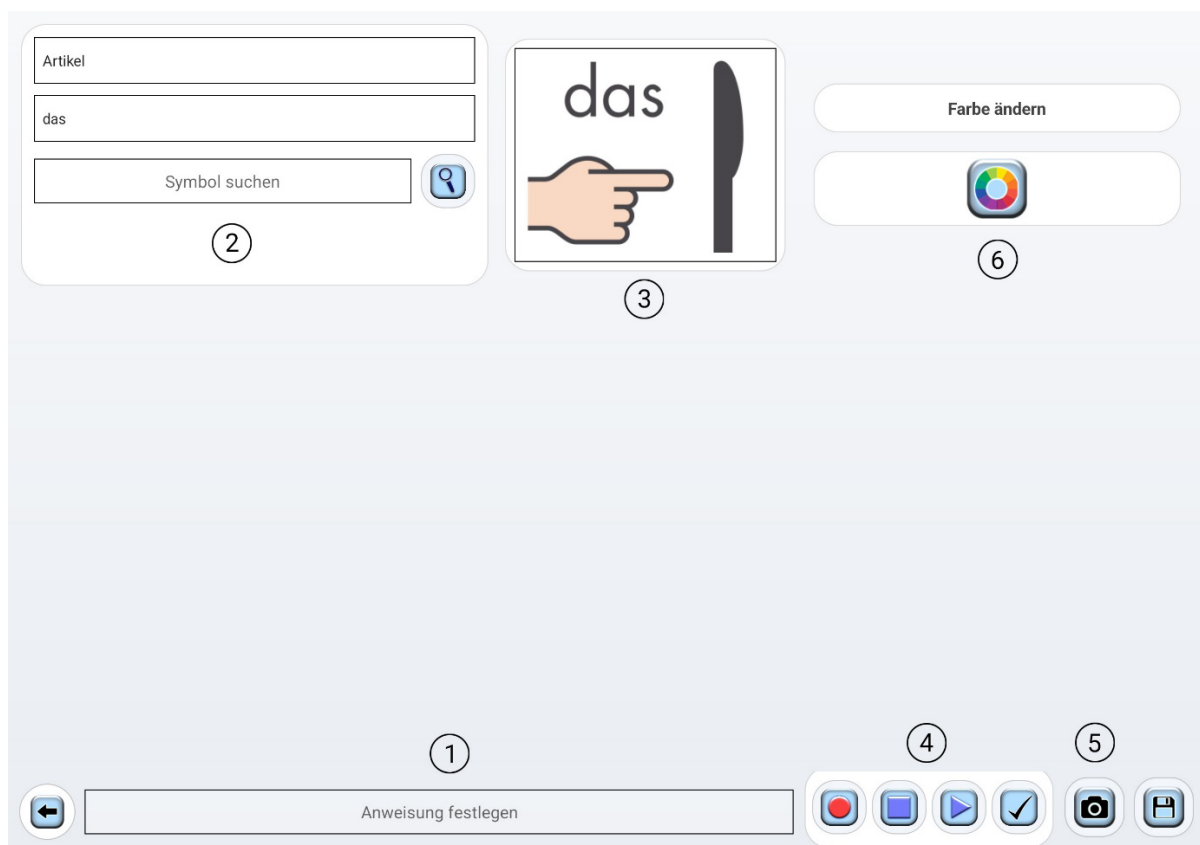 Artikel
das
Symbol suchen
2
das
3
Farbe ändern
6
1
4
5
Anweisung festlegen